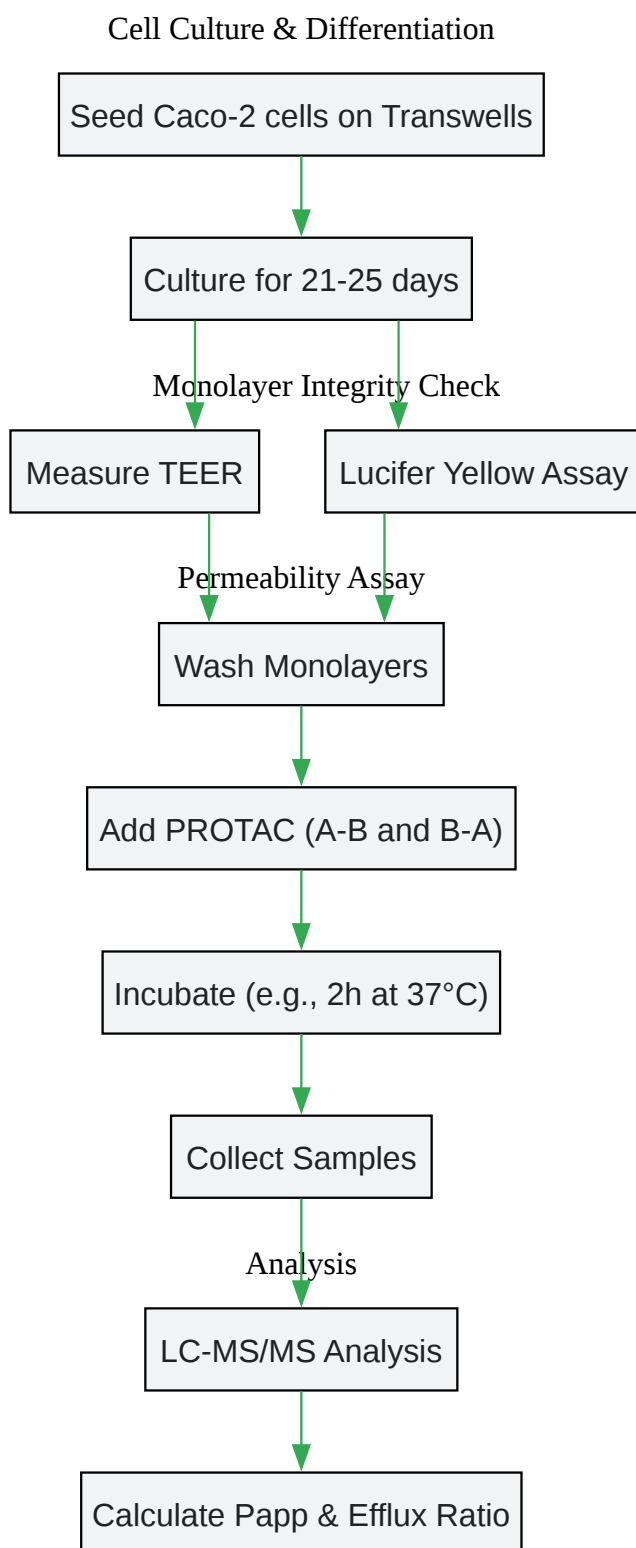 Cell Culture & Differentiation
Seed Caco-2 cells on Transwells
Culture for 21-25 days
Monolayer Integrity Check
Measure TEER
Lucifer Yellow Assay
Permeability Assay
Wash Monolayers
Add PROTAC (A-B and B-A)
Incubate (e.g., 2h at 37°C)
Collect Samples
Analysis
LC-MS/MS Analysis
Calculate Papp & Efflux Ratio